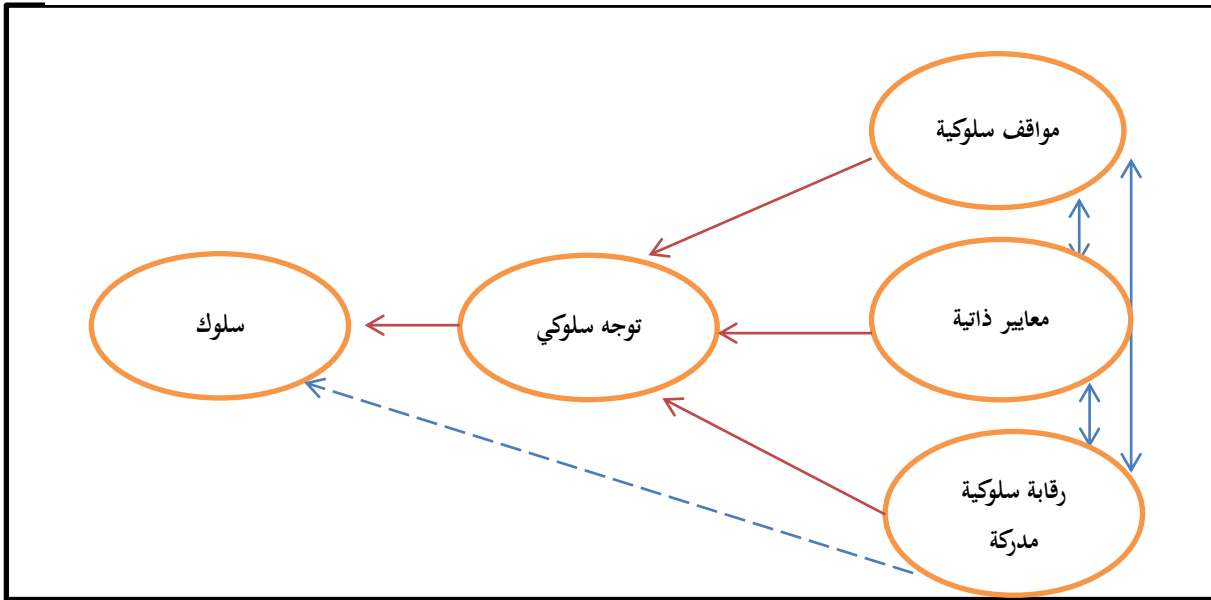 مواقف سلوكية
معايير ذاتية
توجه سلوكي
سلوك
رقابة سلوكية
مدركة